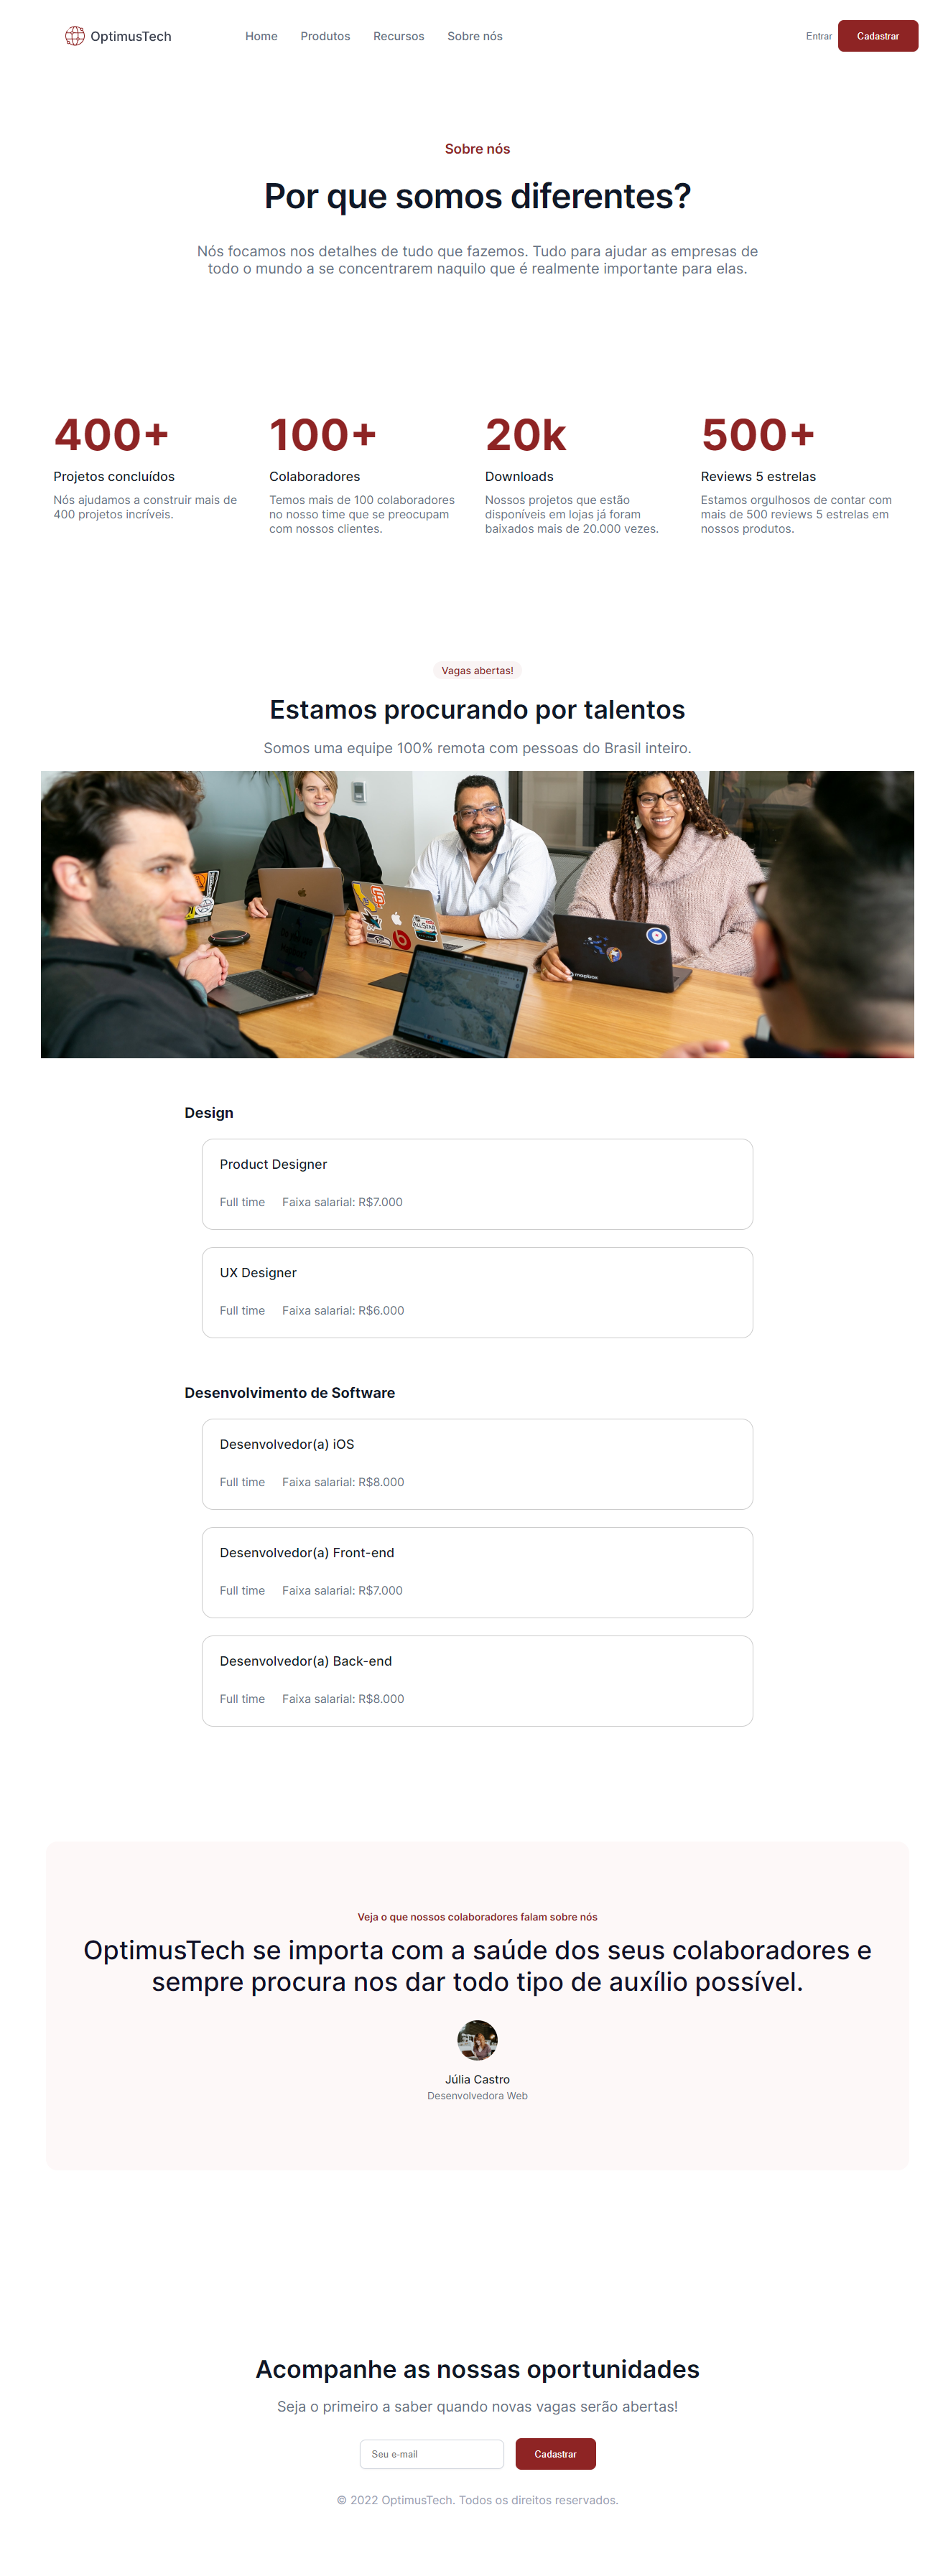 OptimusTech
Home Produtos Recursos Sobre nós
Entrar Cadastrar
Sobre nós
Por que somos diferentes?
Nós focamos nos detalhes de tudo que fazemos. Tudo para ajudar as empresas de
todo o mundo a se concentrarem naquilo que é realmente importante para elas.
400+
Projetos concluídos
Nós ajudamos a construir mais de
400 projetos incríveis.
100+
Colaboradores
Temos mais de 100 colaboradores
no nosso time que se preocupam
com nossos clientes.
20k
Downloads
Nossos projetos que estão
disponíveis em lojas já foram
baixados mais de 20.000 vezes.
500+
Reviews 5 estrelas
Estamos orgulhosos de contar com
mais de 500 reviews 5 estrelas em
nossos produtos.
Vagas abertas!
Estamos procurando por talentos
Somos uma equipe 100% remota com pessoas do Brasil inteiro.
mapbox
Design
Product Designer
Full time Faixa salarial: R$7.000
UX Designer
Full time Faixa salarial: R$6.000
Desenvolvimento de Software
Desenvolvedor(a) iOS
Full time Faixa salarial: R$8.000
Desenvolvedor(a) Front-end
Full time Faixa salarial: R$7.000
Desenvolvedor(a) Back-end
Full time Faixa salarial: R$8.000
Veja o que nossos colaboradores falam sobre nós
OptimusTech se importa com a saúde dos seus colaboradores e
sempre procura nos dar todo tipo de auxílio possível.
Júlia Castro
Desenvolvedora Web
Acompanhe as nossas oportunidades
Seja o primeiro a saber quando novas vagas serão abertas!
Seu e-mail Cadastrar
© 2022 OptimusTech. Todos os direitos reservados.